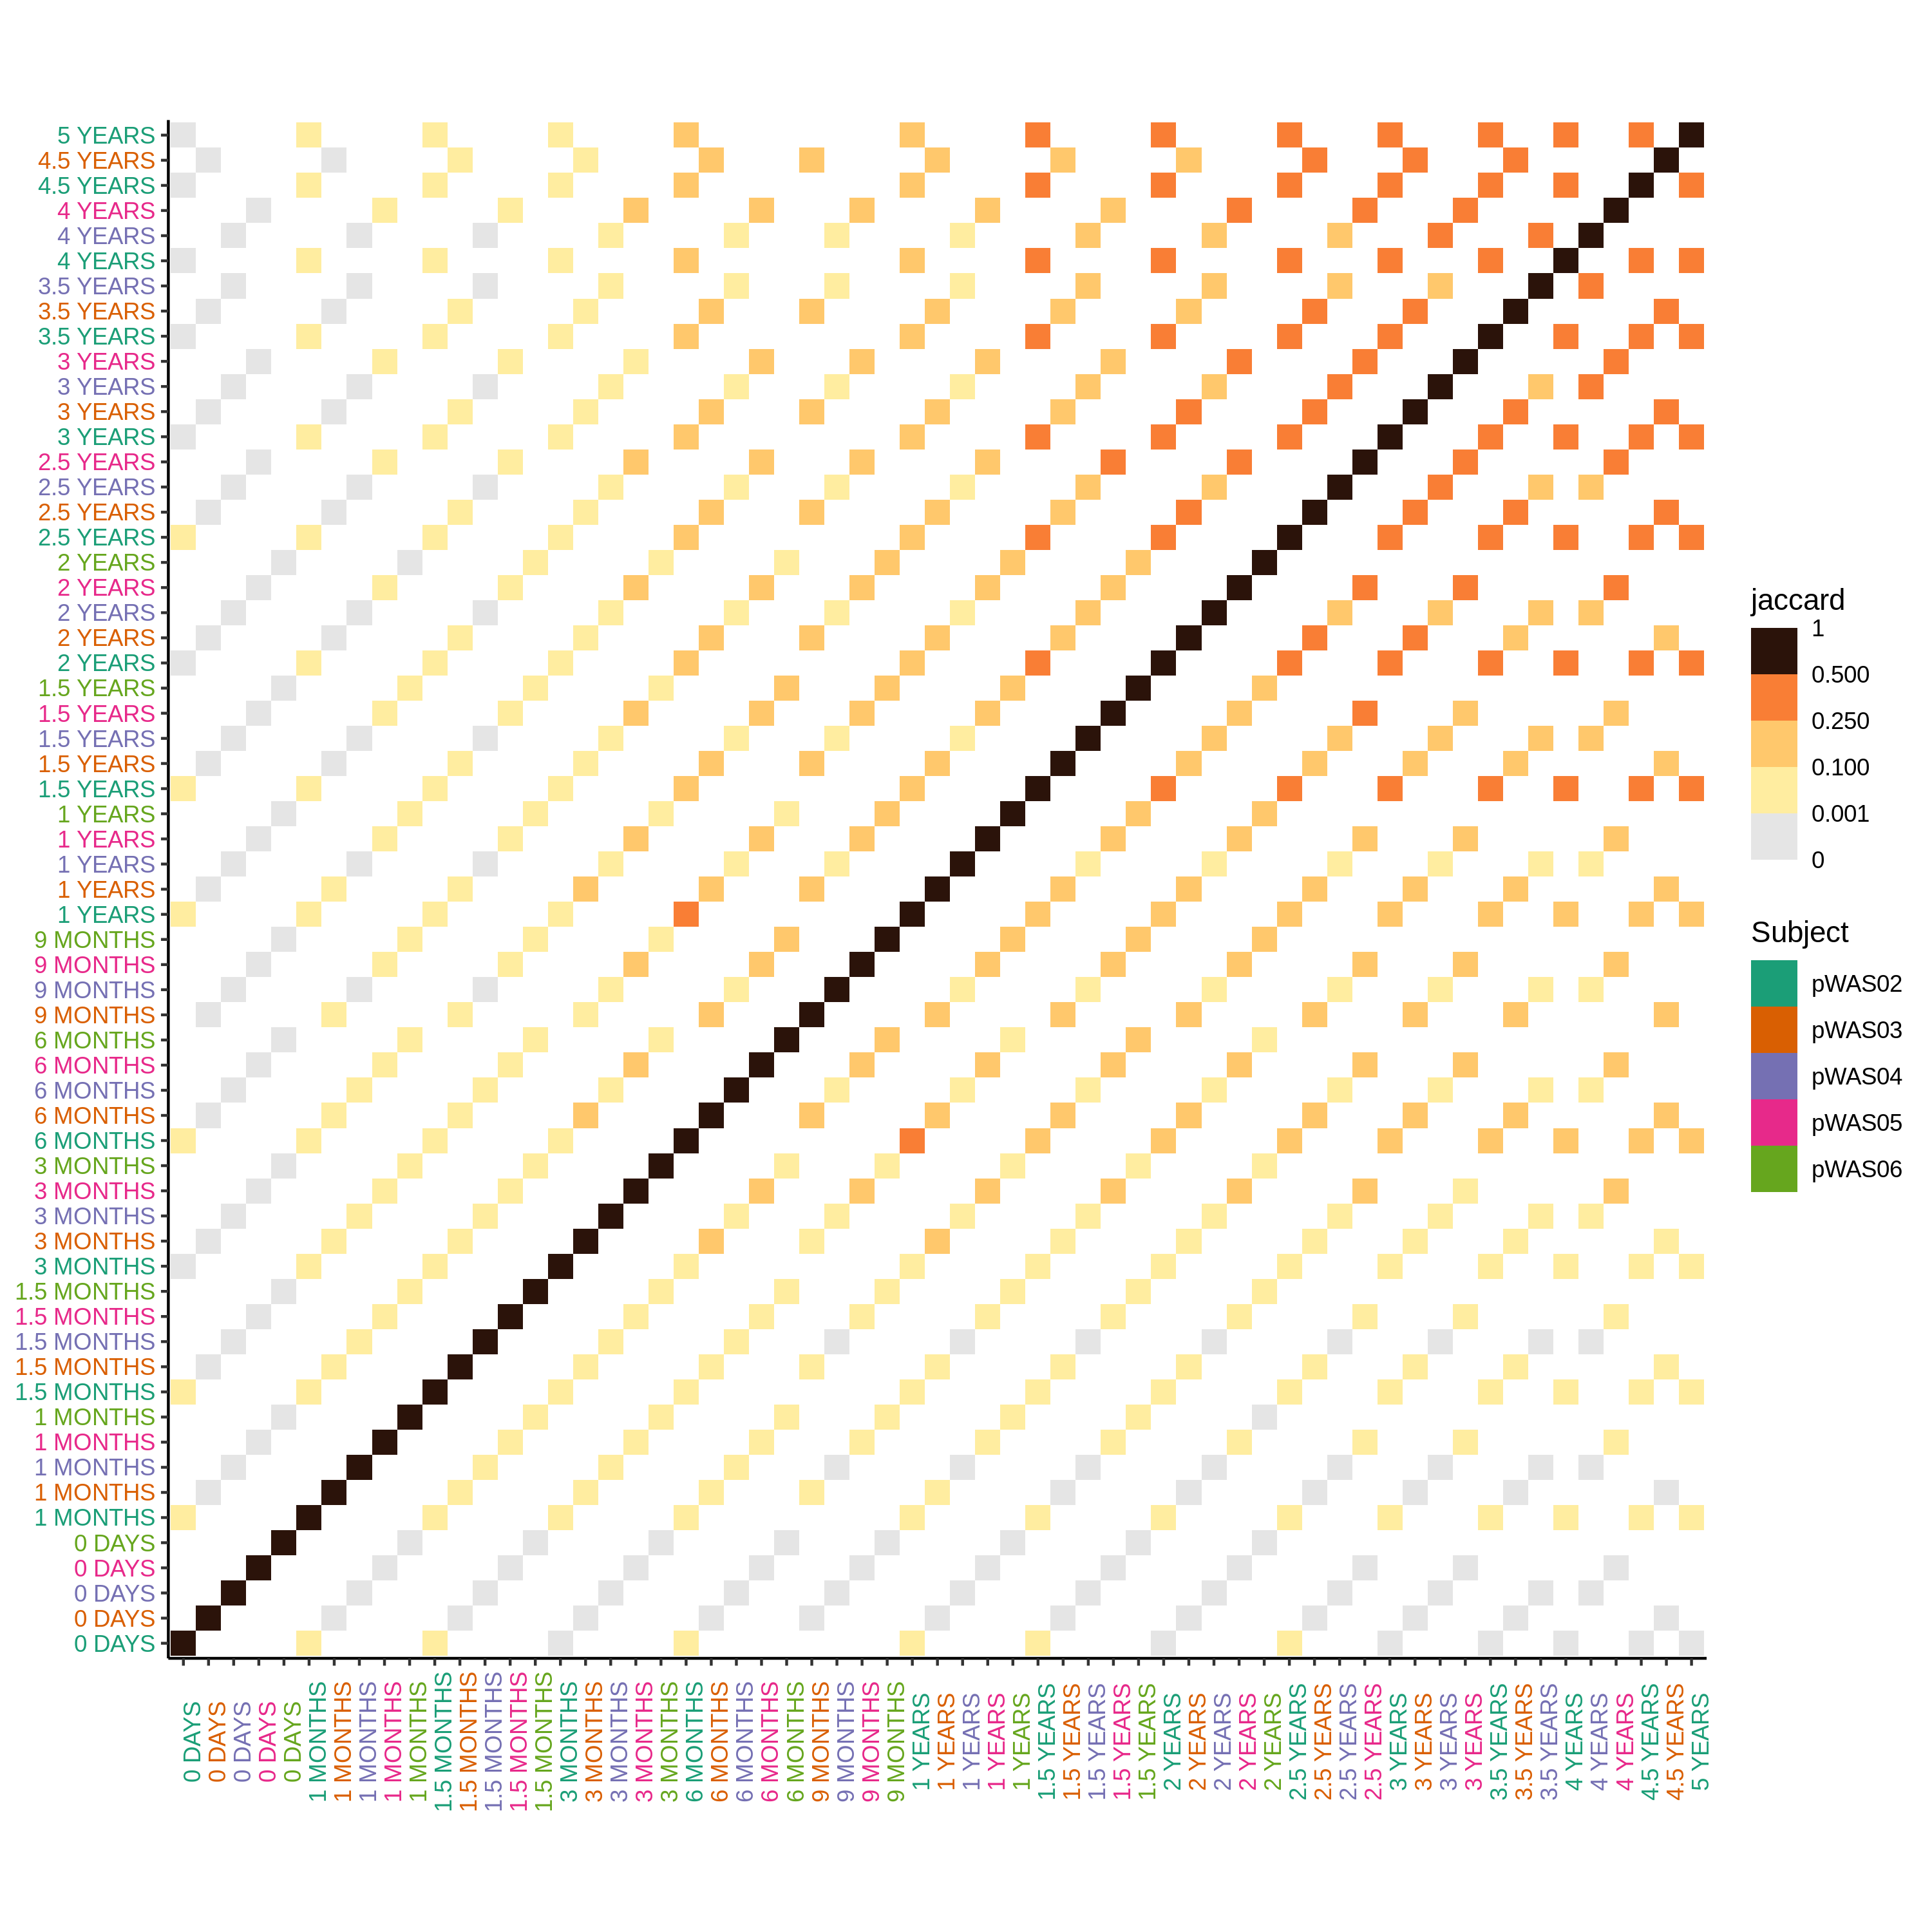 5 YEARS
4.5 YEARS
4.5 YEARS
4 YEARS
4 YEARS
4 YEARS
3.5 YEARS
3.5 YEARS
3.5 YEARS
3 YEARS
3 YEARS
3 YEARS
3 YEARS
2.5 YEARS
2.5 YEARS
2.5 YEARS
2.5 YEARS
2 YEARS
2 YEARS
2 YEARS
2 YEARS
2 YEARS
1.5 YEARS
1.5 YEARS
1.5 YEARS
1.5 YEARS
1.5 YEARS
1 YEARS
1 YEARS
1 YEARS
1 YEARS
1 YEARS
9 MONTHS
9 MONTHS
9 MONTHS
9 MONTHS
6 MONTHS
6 MONTHS
6 MONTHS
6 MONTHS
6 MONTHS
3 MONTHS
3 MONTHS
3 MONTHS
3 MONTHS
3 MONTHS
1.5 MONTHS
1.5 MONTHS
1.5 MONTHS
1.5 MONTHS
1.5 MONTHS
1 MONTHS
1 MONTHS
1 MONTHS
1 MONTHS
1 MONTHS
0 DAYS
0 DAYS
0 DAYS
0 DAYS
0 DAYS
0 DAYS
0 DAYS
0 DAYS
0 DAYS
0 DAYS
1 MONTHS
1 MONTHS
1 MONTHS
1 MONTHS
1 MONTHS
1.5 MONTHS
1.5 MONTHS
1.5 MONTHS
1.5 MONTHS
1.5 MONTHS
3 MONTHS
3 MONTHS
3 MONTHS
3 MONTHS
3 MONTHS
6 MONTHS
6 MONTHS
6 MONTHS
6 MONTHS
6 MONTHS
9 MONTHS
9 MONTHS
9 MONTHS
9 MONTHS
1 YEARS
1 YEARS
1 YEARS
1 YEARS
1 YEARS
1.5 YEARS
1.5 YEARS
1.5 YEARS
1.5 YEARS
1.5 YEARS
2 YEARS
2 YEARS
2 YEARS
2 YEARS
2 YEARS
2.5 YEARS
2.5 YEARS
2.5 YEARS
2.5 YEARS
3 YEARS
3 YEARS
3 YEARS
3 YEARS
3.5 YEARS
3.5 YEARS
3.5 YEARS
4 YEARS
4 YEARS
4 YEARS
4.5 YEARS
4.5 YEARS
5 YEARS
jaccard
1
0.500
0.250
0.100
0.001
0
Subject
pWAS02
pWAS03
pWAS04
pWAS05
pWAS06